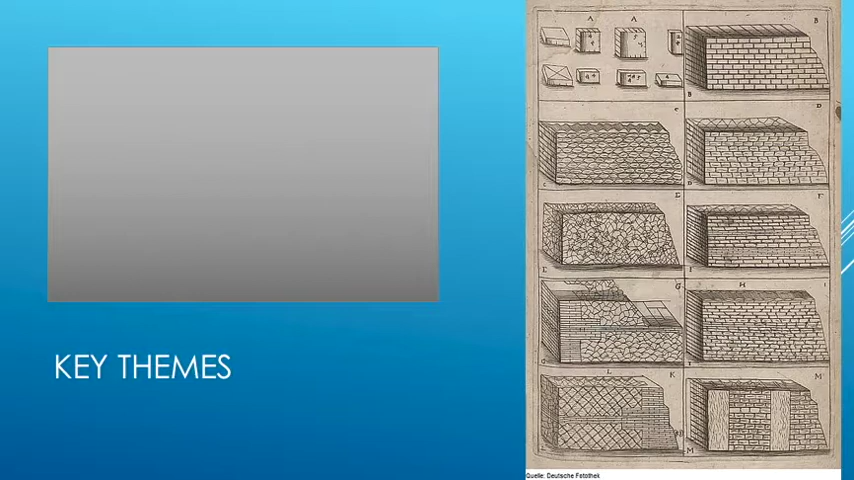 A A B
B
C D
C D
E F
E F
G H I
G I
L K M
M
KEY THEMES
Quelle: Deutsche Fotothek